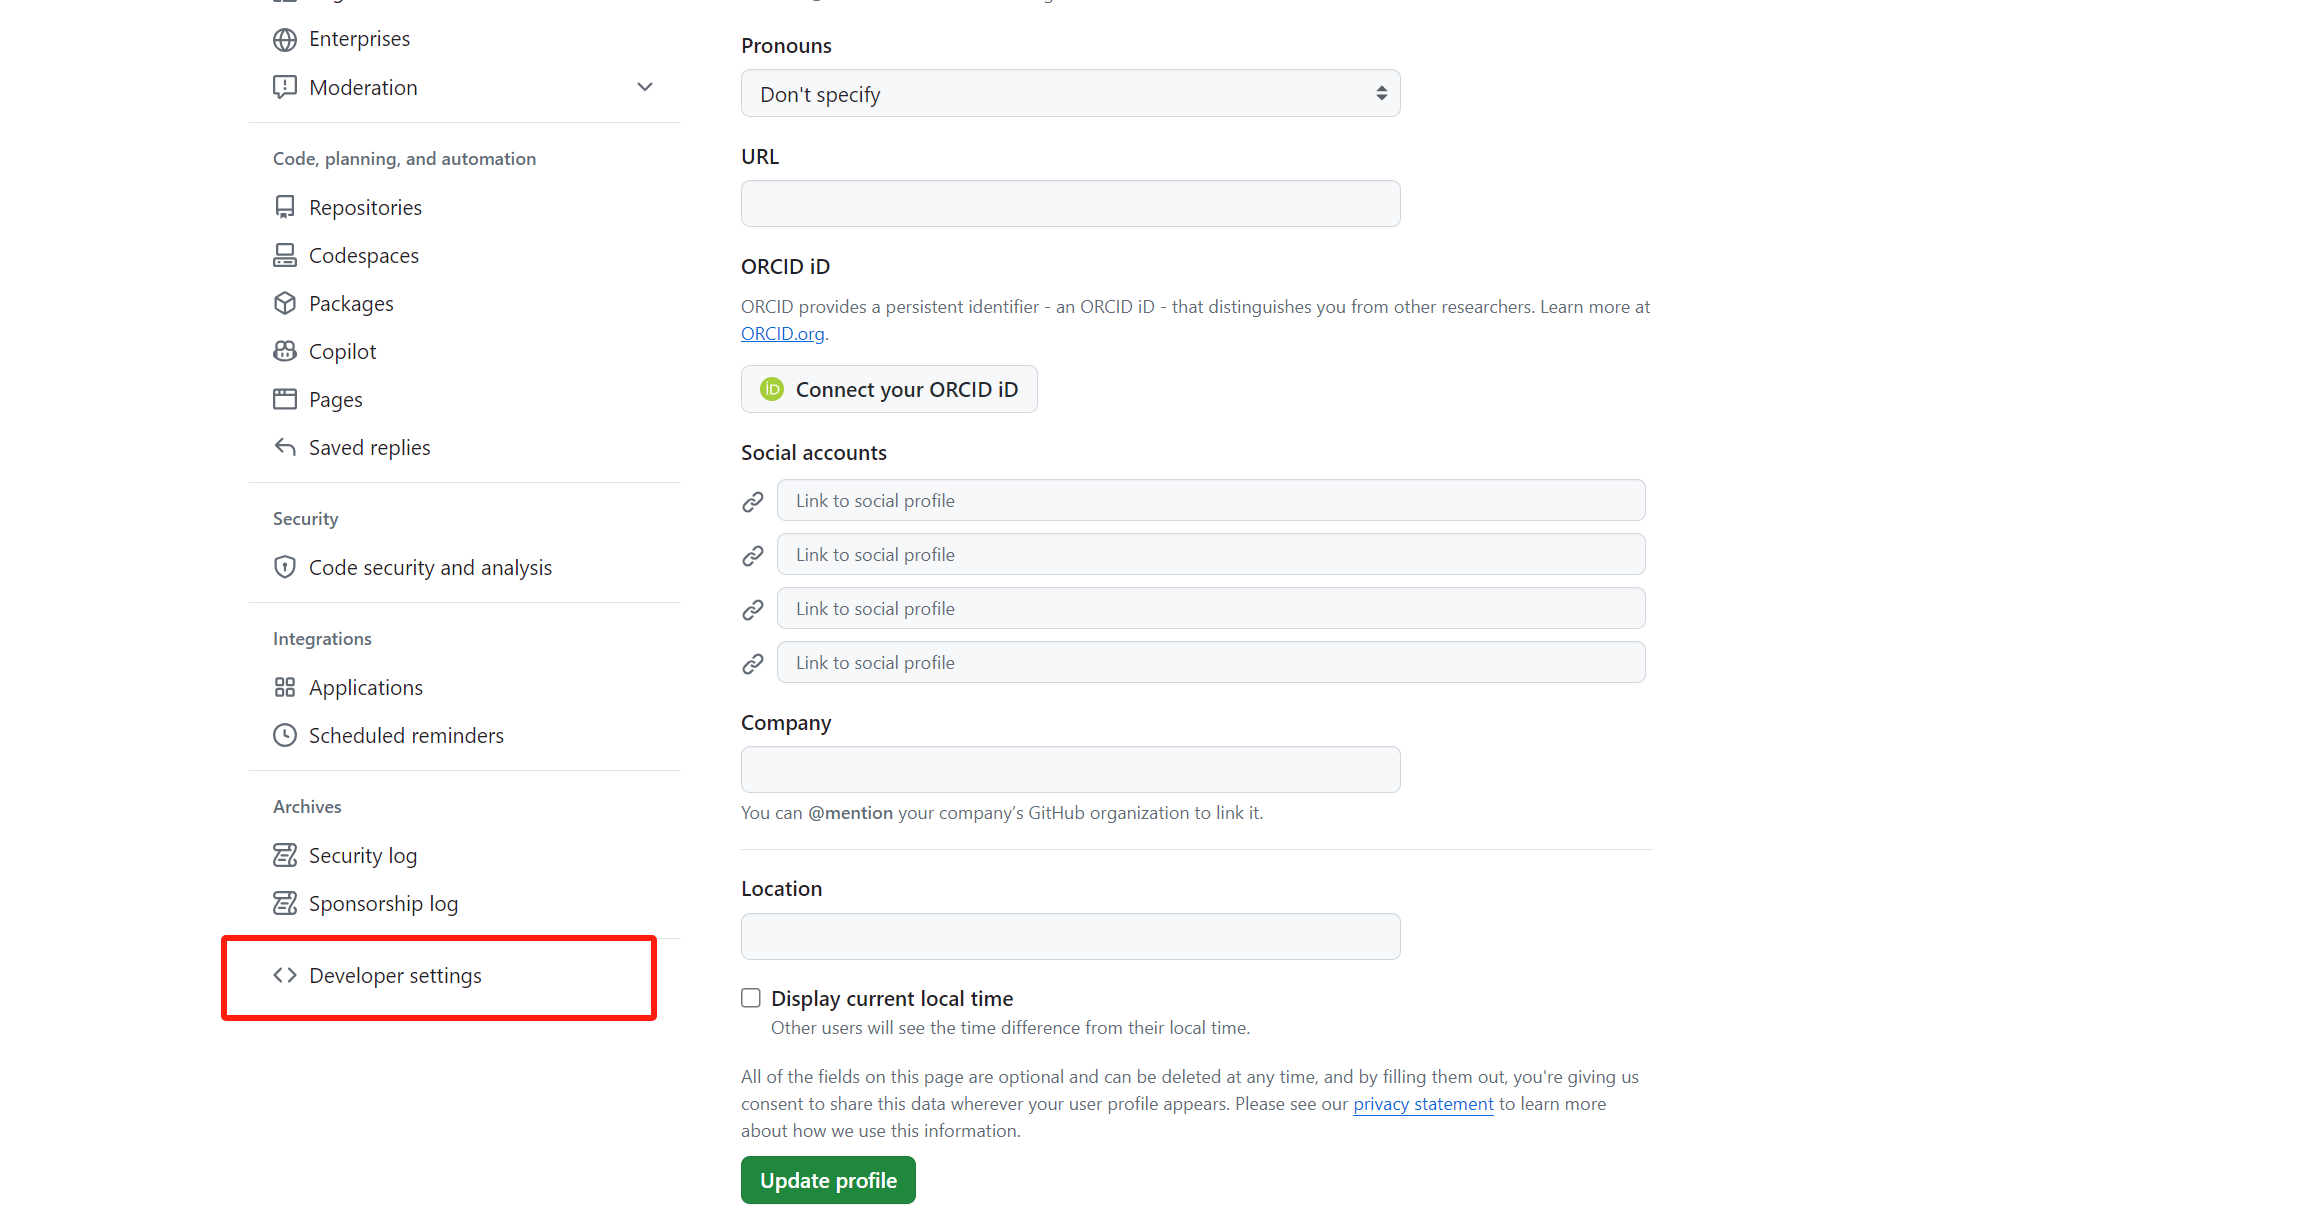 Enterprises
Moderation
Code, planning, and automation
Repositories
Codespaces
Packages
Copilot
Pages
Saved replies
Security
Code security and analysis
Integrations
Applications
Scheduled reminders
Archives
Security log
Sponsorship log
Developer settings
Pronouns
Don't specify
URL
ORCID iD
ORCID provides a persistent identifier - an ORCID iD - that distinguishes you from other researchers. Learn more at
ORCID.org.
iD Connect your ORCID iD
Social accounts
Link to social profile
Link to social profile
Link to social profile
Link to social profile
Company
You can @mention your company’s GitHub organization to link it.
Location
Display current local time
Other users will see the time difference from their local time.
All of the fields on this page are optional and can be deleted at any time, and by filling them out, you're giving us
consent to share this data wherever your user profile appears. Please see our privacy statement to learn more
about how we use this information.
Update profile